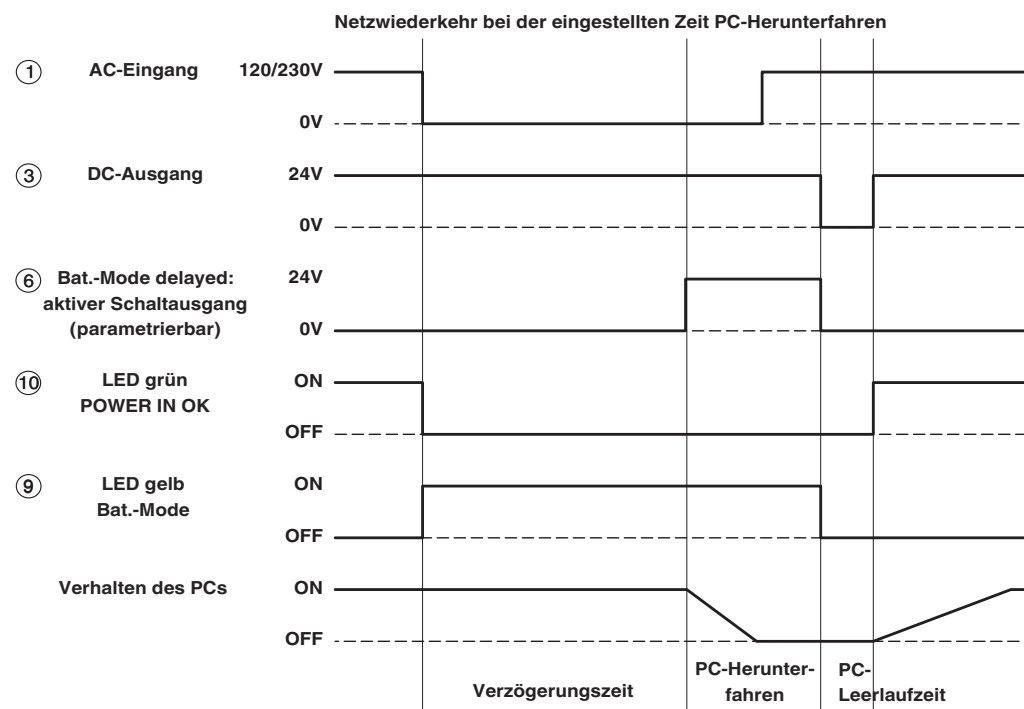 Netzwiederkehr bei der eingestellten Zeit PC-Herunterfahren
1 AC-Eingang 120/230V
0V
3 DC-Ausgang 24V
0V
6 Bat.-Mode delayed: 24V
aktiver Schaltausgang
(parametrierbar) 0V
10 LED grün ON
POWER IN OK
OFF
9 LED gelb ON
Bat.-Mode
OFF
Verhalten des PCs ON
OFF
Verzögerungszeit
PC-Herunter-
fahren
PC-
Leerlaufzeit